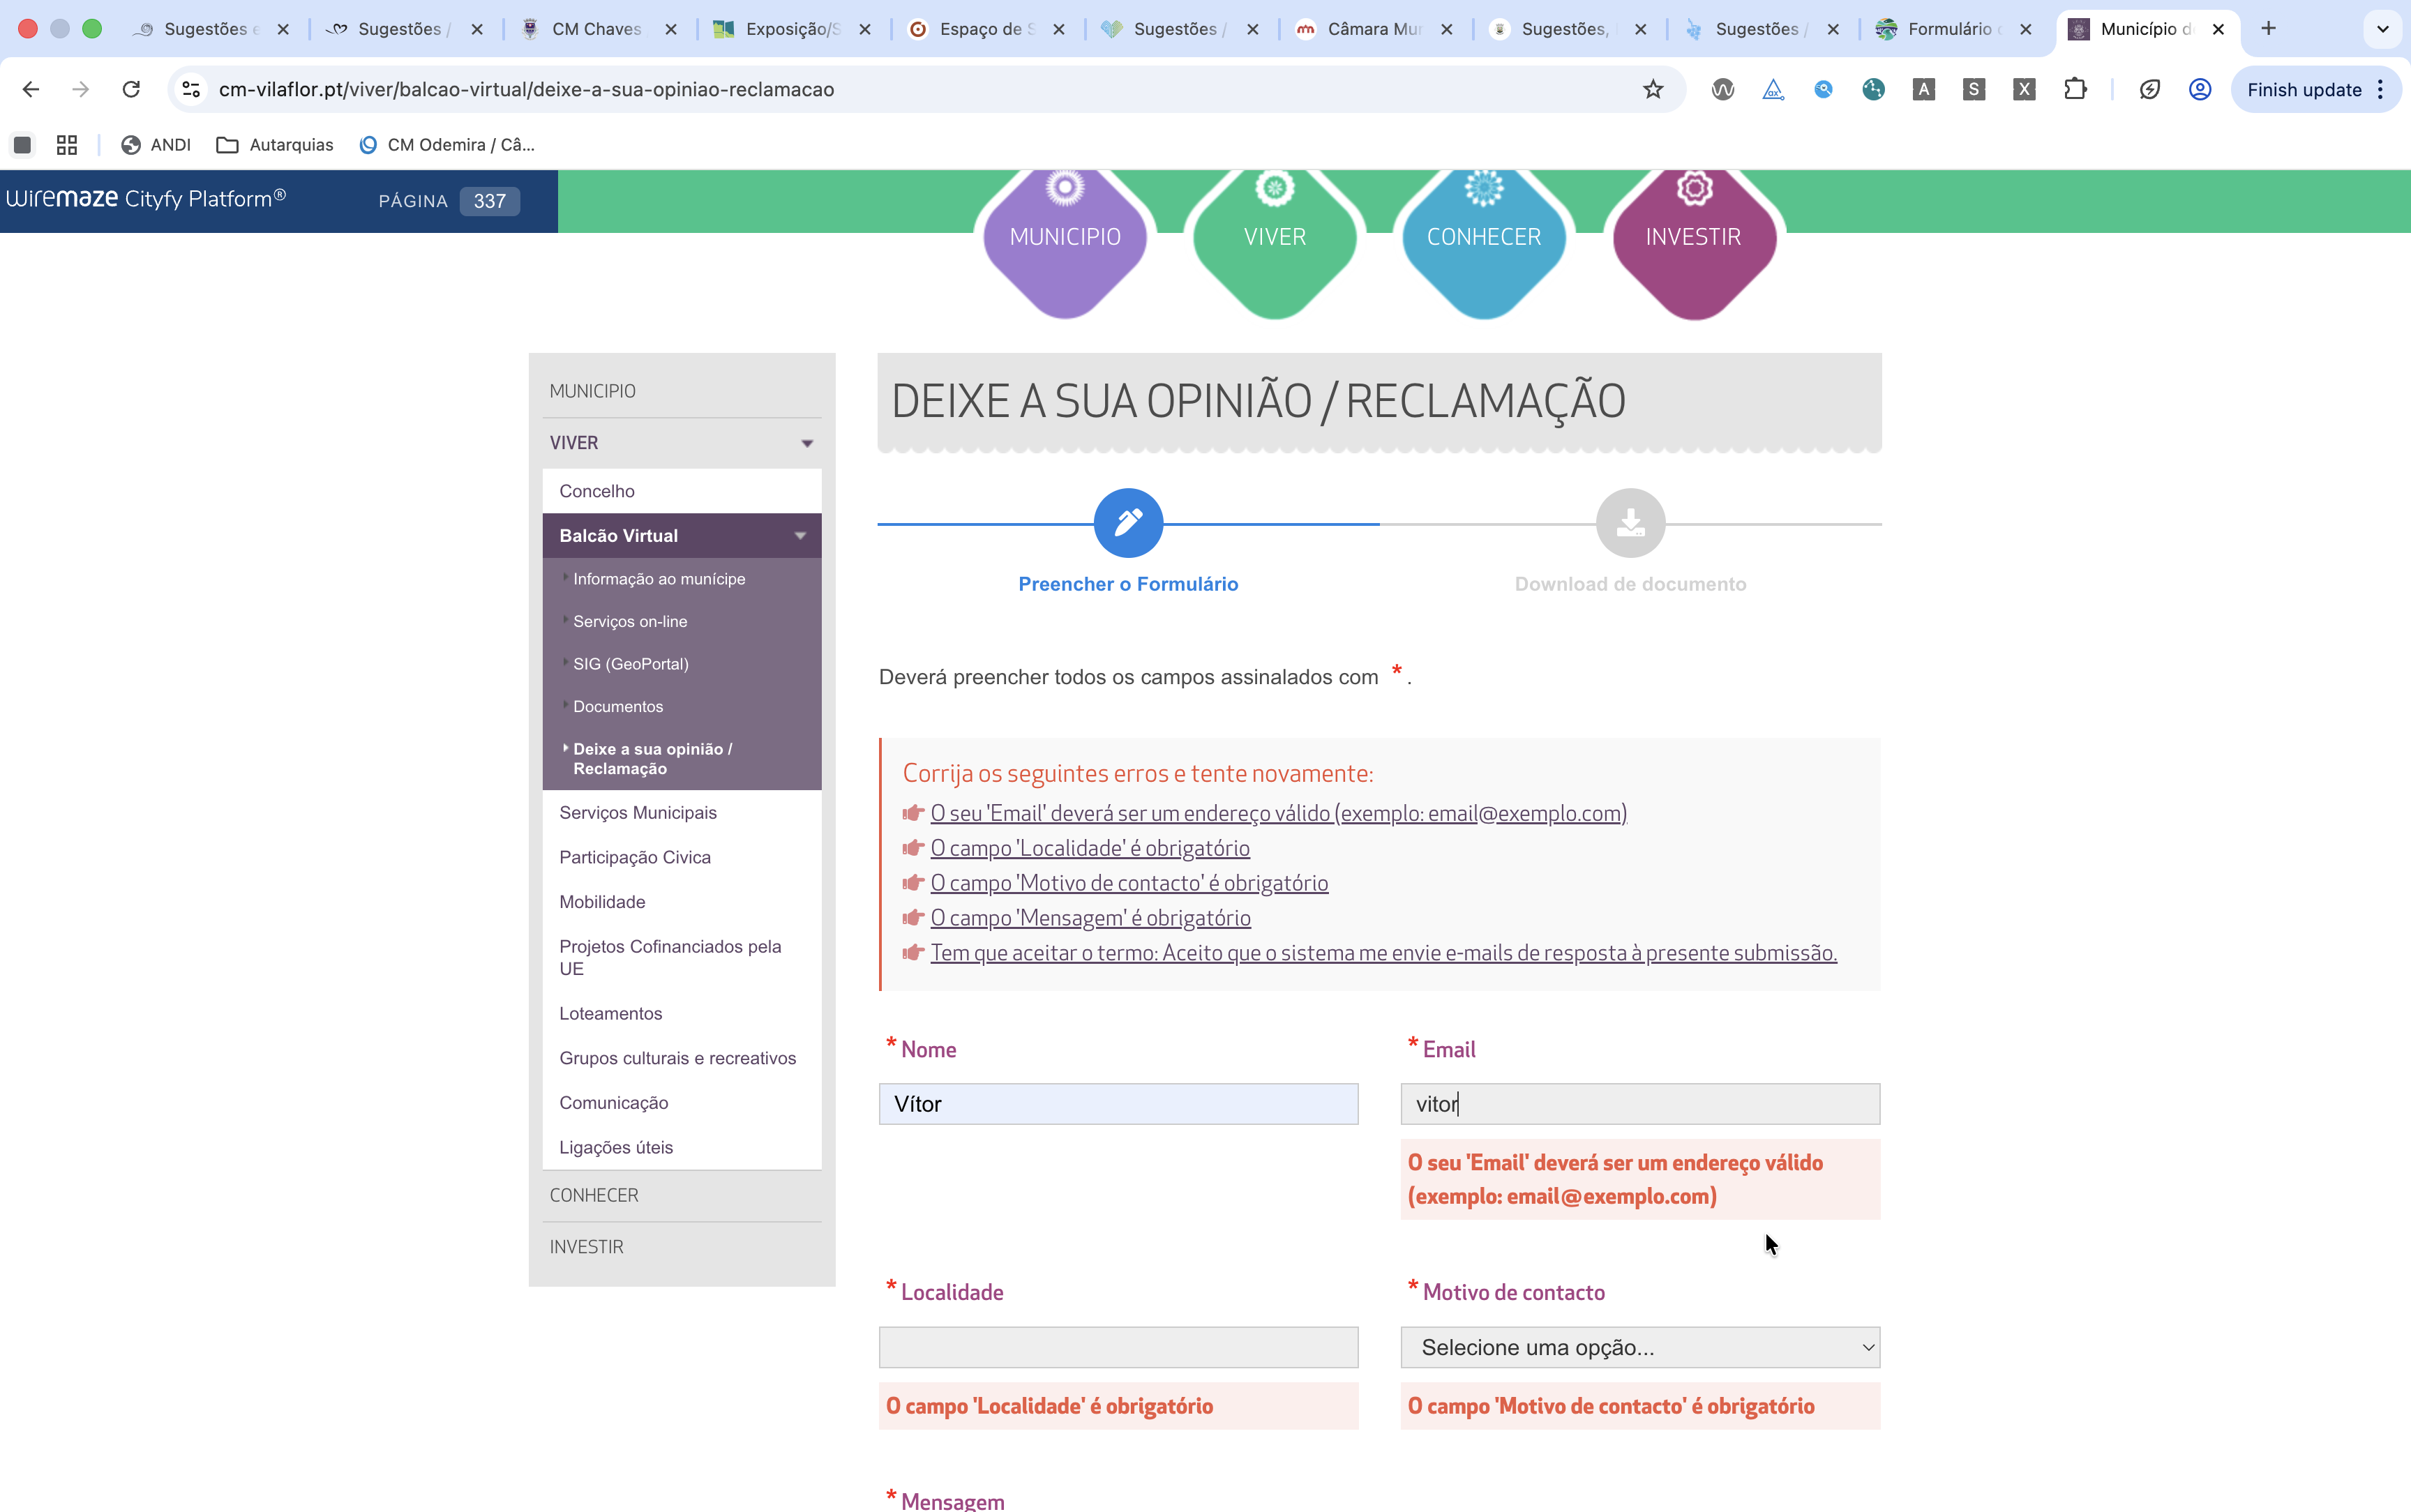 Sugestões e
Sugestões /
CM Chaves
Exposição/S
Espaço de S
Sugestões /
Câmara Mun
Sugestões,
Sugestões /
Formulário d
Município de
cm-vilaflor.pt/viver/balcao-virtual/deixe-a-sua-opiniao-reclamacao
A
S
X
Finish update
ANDI
Autarquias
CM Odemira / Câ...
wiremaze Cityfy Platform®
PÁGINA 337
MUNICIPIO
VIVER
CONHECER
INVESTIR
MUNICIPIO
VIVER
Concelho
Balcão Virtual
Informação ao munícipe
Serviços on-line
SIG (GeoPortal)
Documentos
Deixe a sua opinião /
Reclamação
Serviços Municipais
Participação Civica
Mobilidade
Projetos Cofinanciados pela
UE
Loteamentos
Grupos culturais e recreativos
Comunicação
Ligações úteis
CONHECER
INVESTIR
DEIXE A SUA OPINIÃO / RECLAMAÇÃO
Preencher o Formulário
Download de documento
Deverá preencher todos os campos assinalados com * .
Corrija os seguintes erros e tente novamente:
O seu 'Email' deverá ser um endereço válido (exemplo: email@exemplo.com)
O campo 'Localidade' é obrigatório
O campo 'Motivo de contacto' é obrigatório
O campo 'Mensagem' é obrigatório
Tem que aceitar o termo: Aceito que o sistema me envie e-mails de resposta à presente submissão.
* Nome
Vítor
* Email
vitor
O seu 'Email' deverá ser um endereço válido
(exemplo: email@exemplo.com)
* Localidade
O campo 'Localidade' é obrigatório
* Motivo de contacto
Selecione uma opção...
O campo 'Motivo de contacto' é obrigatório
* Mensagem